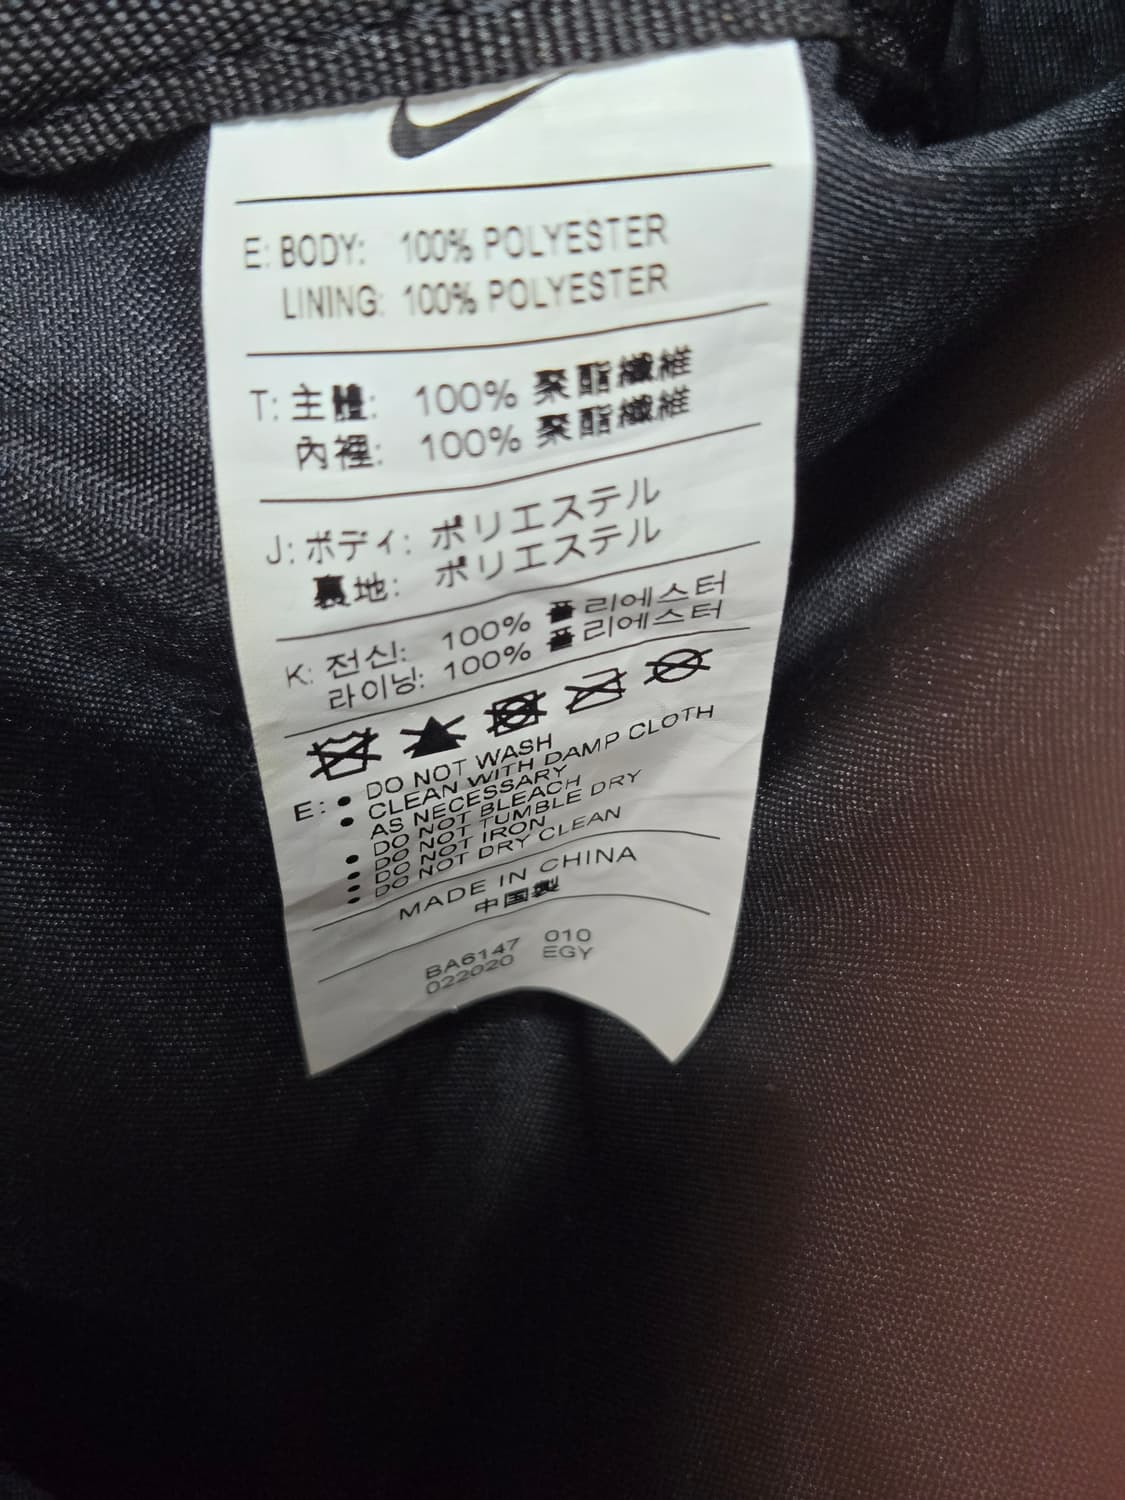 E: BODY: 100% POLYESTER
LINING: 100% POLYESTER
T: 主體: 100% 聚酯纖維
內裡: 100% 聚酯纖維
J: ボディ: ポリエステル
裏地: ポリエステル
K: 전신: 100% 폴리에스터
라이닝: 100% 폴리에스터
E: • DO NOT WASH
• CLEAN WITH DAMP CLOTH
AS NECESSARY
• DO NOT BLEACH
• DO NOT TUMBLE DRY
• DO NOT IRON
• DO NOT DRY CLEAN
MADE IN CHINA
中国製
BA6147 010
022020 EGY